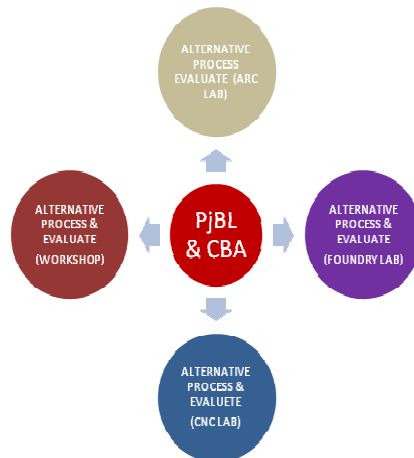 ALTERNATIVE
PROCESS
EVALUATE (ARC
LAB)
ALTERNATIVE
PROCESS &
EVALUATE
(WORKSHOP)
PjBL
& CBA
ALTERNATIVE
PROCESS &
EVALUATE
(FOUNDRY LAB)
ALTERNATIVE
PROCESS &
EVALUETE
(CNC LAB)